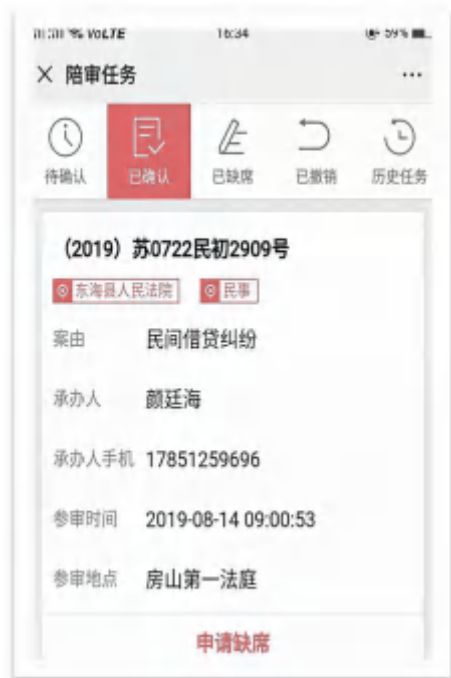 VoLTE 16:34 59%
× 陪审任务 ...
待确认 已确认 已缺席 已撤销 历史任务
（2019）苏0722民初2909号
东海县人民法院 民事
案由 民间借贷纠纷
承办人 颜廷海
承办人手机 17851259696
参审时间 2019-08-14 09:00:53
参审地点 房山第一法庭
申请缺席